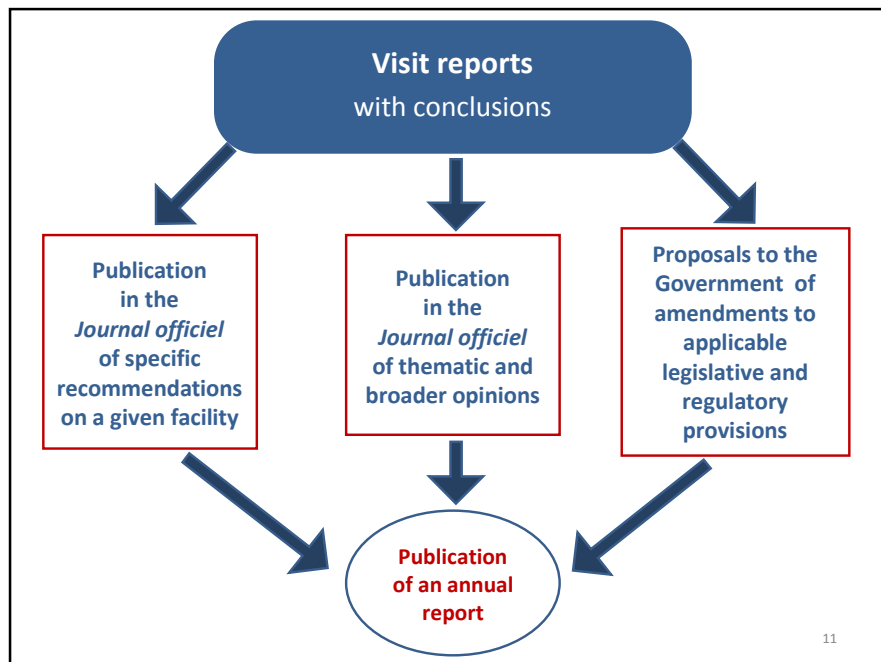 Visit reports
with conclusions
Publication
in the
Journal officiel
of specific
recommendations
on a given facility
Publication
in the
Journal officiel
of thematic and
broader opinions
Proposals to the
Government of
amendments to
applicable
legislative and
regulatory
provisions
Publication
of an annual
report
11